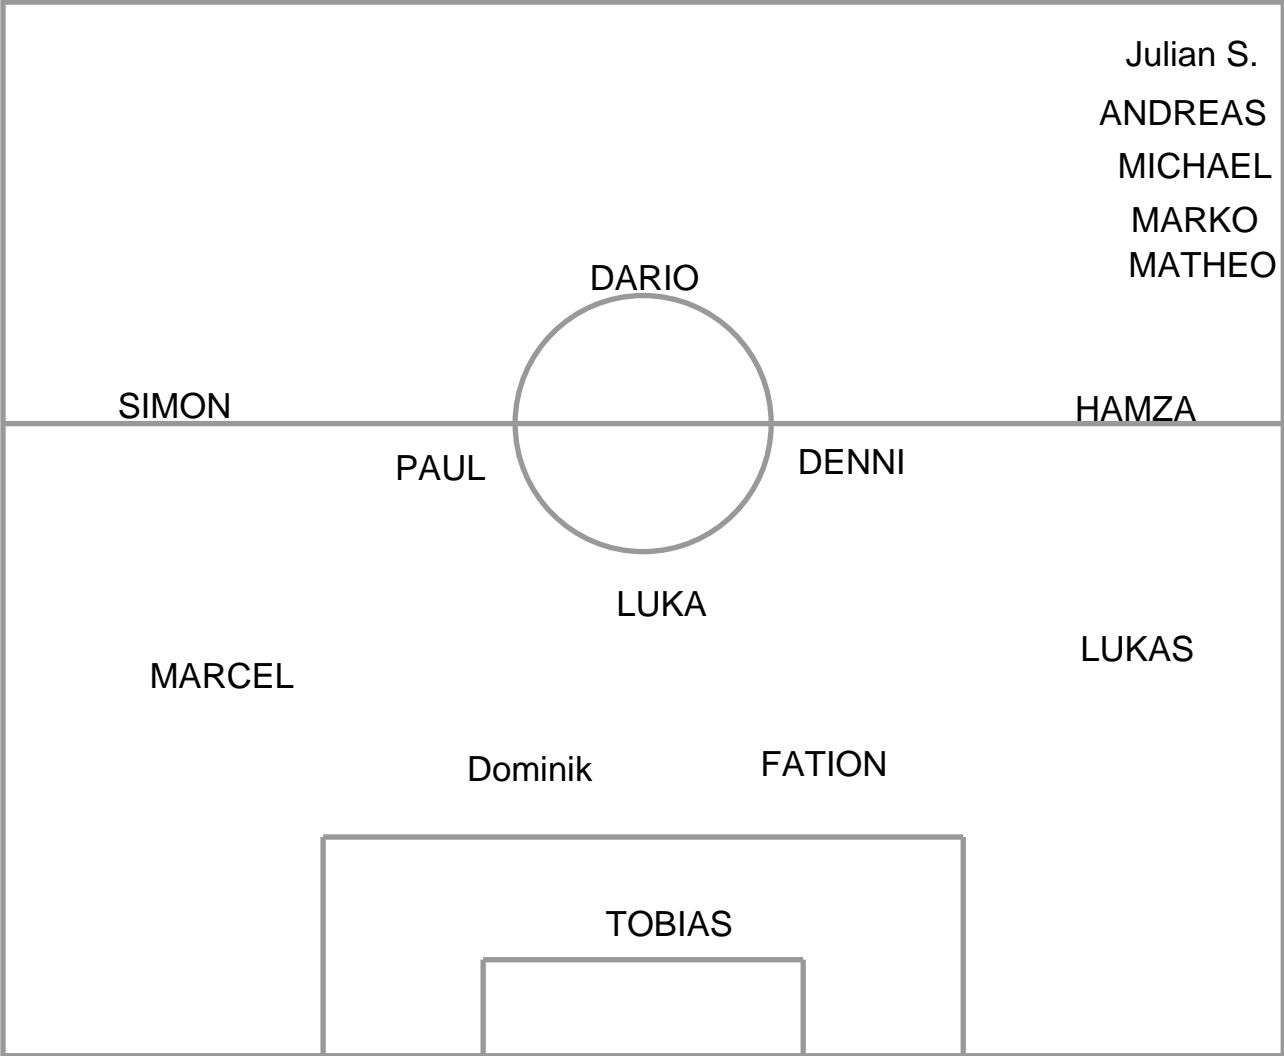 Julian S.
ANDREAS
MICHAEL
MARKO
MATHEO
DARIO
SIMON
HAMZA
PAUL
DENNI
LUKA
MARCEL
LUKAS
Dominik
FATION
TOBIAS